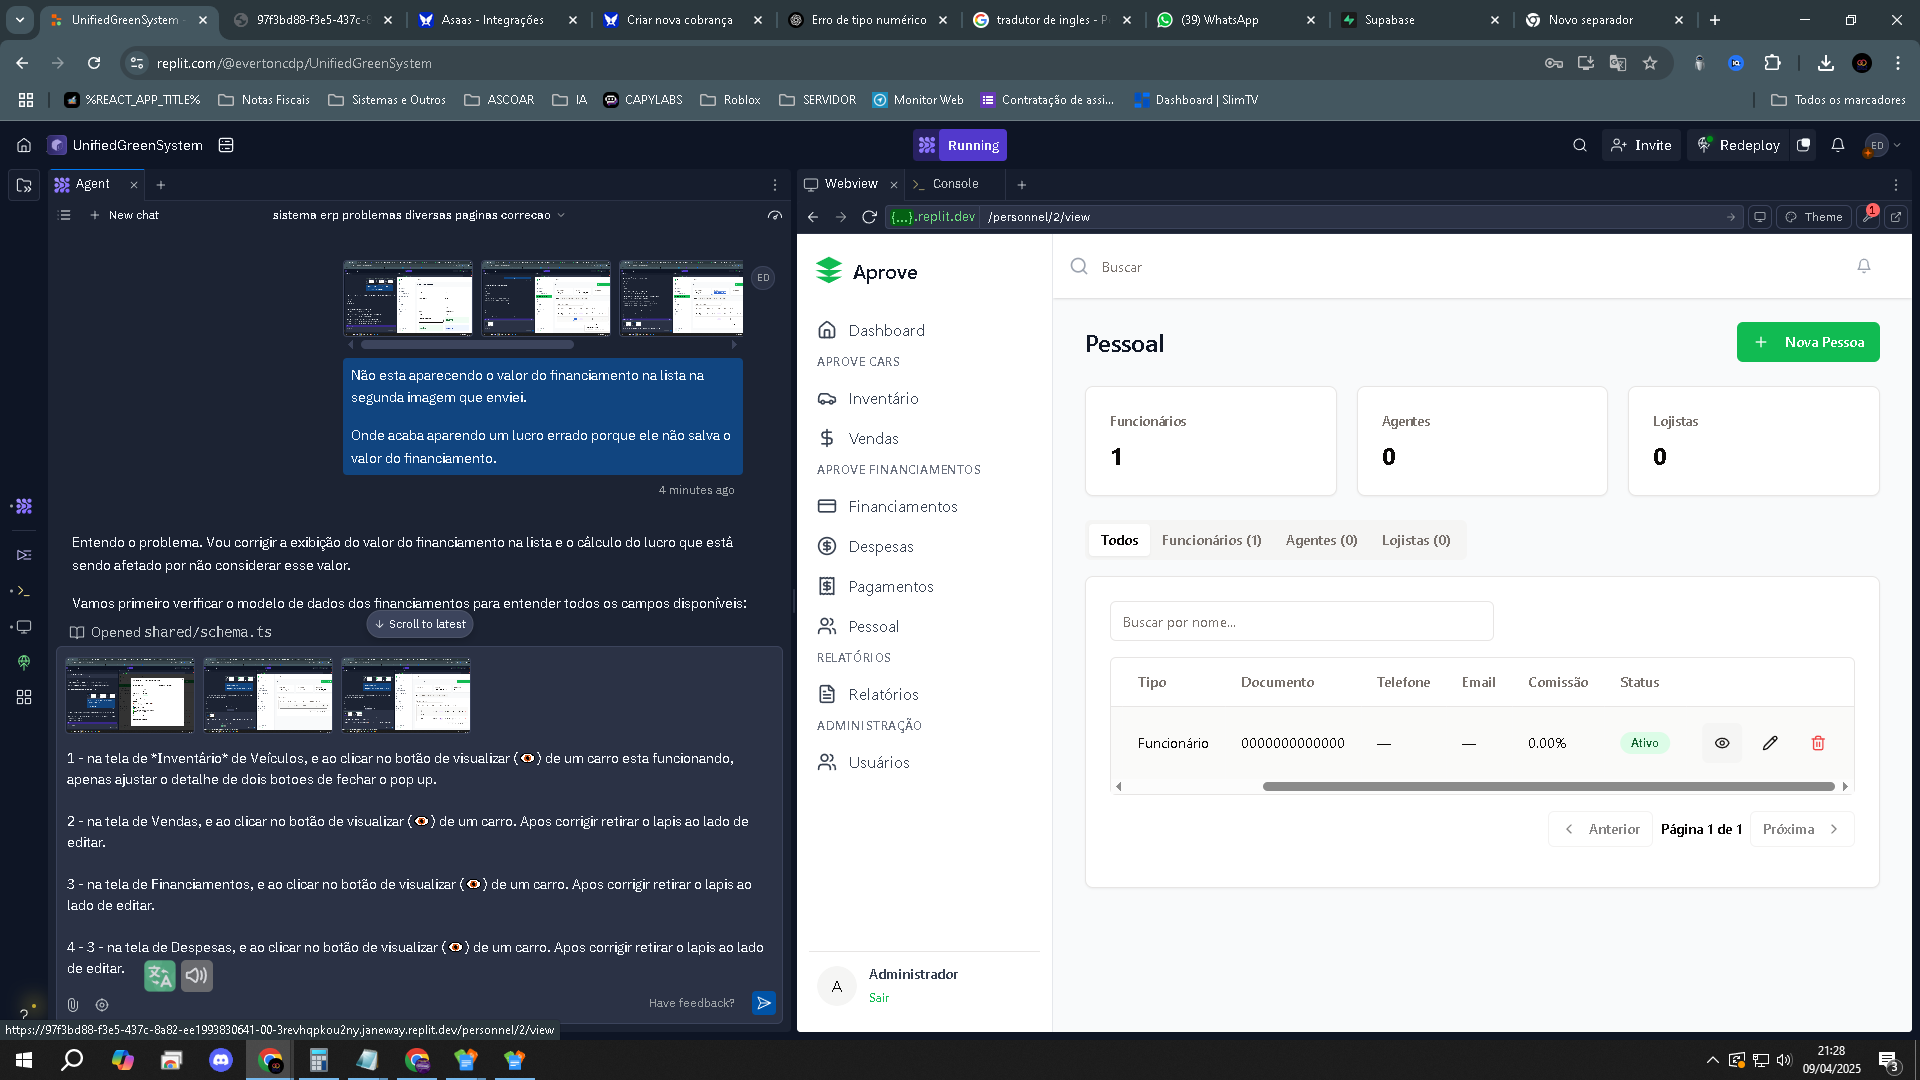 UnifiedGreenSystem -
97f3bd88-f3e5-437c-8
Asaas - Integrações
Criar nova cobrança
Erro de tipo numérico
tradutor de ingles - Pe
(39) WhatsApp
Supabase
Novo separador
replit.com/@evertoncdp/UnifiedGreenSystem
%REACT_APP_TITLE%
Notas Fiscais
Sistemas e Outros
ASCOAR
IA
CAPYLABS
Roblox
SERVIDOR
Monitor Web
Contratação de assi...
Dashboard | SlimTV
Todos os marcadores
UnifiedGreenSystem
Running
Invite
Redeploy
ED
Agent
New chat
sistema erp problemas diversas paginas correcao
ED
Não esta aparecendo o valor do financiamento na lista na
segunda imagem que enviei.
Onde acaba aparendo um lucro errado porque ele não salva o
valor do financiamento.
4 minutes ago
Entendo o problema. Vou corrigir a exibição do valor do financiamento na lista e o cálculo do lucro que está
sendo afetado por não considerar esse valor.
Vamos primeiro verificar o modelo de dados dos financiamentos para entender todos os campos disponíveis:
Opened shared/schema.ts
Scroll to latest
1 - na tela de *Inventário* de Veículos, e ao clicar no botão de visualizar (👁) de um carro esta funcionando,
apenas ajustar o detalhe de dois botoes de fechar o pop up.
2 - na tela de Vendas, e ao clicar no botão de visualizar (👁) de um carro. Apos corrigir retirar o lapis ao lado de
editar.
3 - na tela de Financiamentos, e ao clicar no botão de visualizar (👁) de um carro. Apos corrigir retirar o lapis ao
lado de editar.
4 - 3 - na tela de Despesas, e ao clicar no botão de visualizar (👁) de um carro. Apos corrigir retirar o lapis ao lado
de editar.
Have feedback?
https://97f3bd88-f3e5-437c-8a82-ee1993830641-00-3revhqpkou2ny.janeway.replit.dev/personnel/2/view
Webview
Console
{...}.replit.dev
/personnel/2/view
Theme
1
Aprove
Dashboard
APROVE CARS
Inventário
Vendas
APROVE FINANCIAMENTOS
Financiamentos
Despesas
Pagamentos
Pessoal
RELATÓRIOS
Relatórios
ADMINISTRAÇÃO
Usuários
A
Administrador
Sair
Buscar
Pessoal
+ Nova Pessoa
Funcionários
1
Agentes
0
Lojistas
0
Todos
Funcionários (1)
Agentes (0)
Lojistas (0)
Buscar por nome...
Tipo
Documento
Telefone
Email
Comissão
Status
Funcionário
0000000000000
—
—
0.00%
Ativo
Anterior
Página 1 de 1
Próxima
21:28
09/04/2025
3